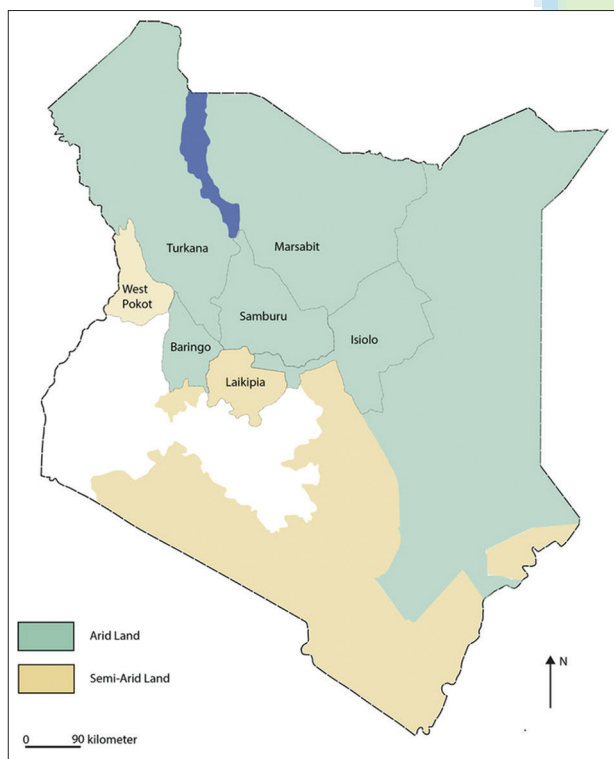 Turkana
Marsabit
West
Pokot
Samburu
Isiolo
Baringo
Laikipia
Arid Land
Semi-Arid Land
N
0 90 kilometer